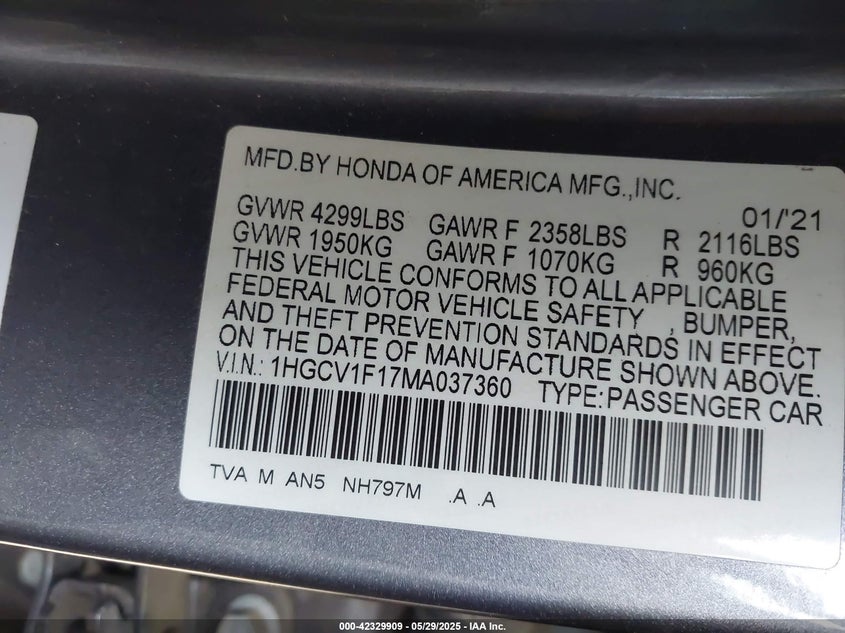 MFD.BY HONDA OF AMERICA MFG.,INC.
01/'21
GVWR 4299LBS GAWR F 2358LBS R 2116LBS
GVWR 1950KG GAWR F 1070KG R 960KG
THIS VEHICLE CONFORMS TO ALL APPLICABLE
FEDERAL MOTOR VEHICLE SAFETY , BUMPER,
AND THEFT PREVENTION STANDARDS IN EFFECT
ON THE DATE OF MANUFACTURE SHOWN ABOVE.
V.I.N.: 1HGCV1F17MA037360 TYPE: PASSENGER CAR
TVA M AN5 NH797M .A .A
000-42329909 - 05/29/2025 - IAA Inc.